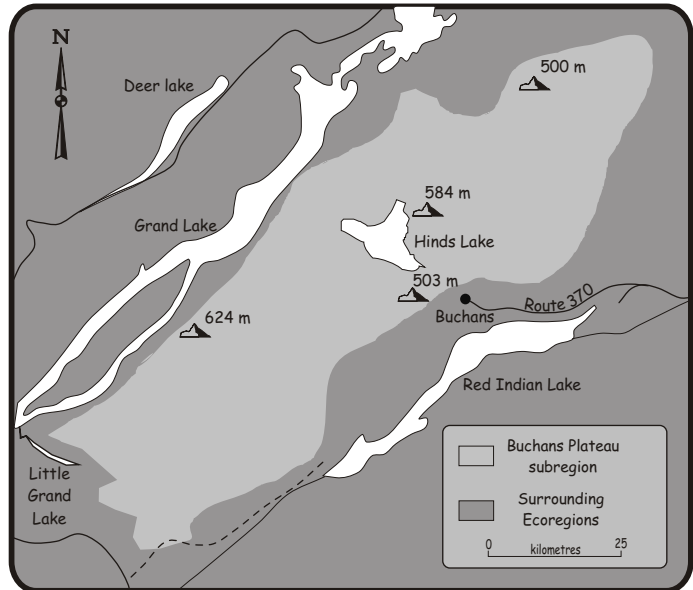 N
500 m
Deer lake
584 m
Grand Lake
Hinds Lake
503 m
Route 370
Buchans
624 m
Red Indian Lake
Little
Grand
Lake
Buchans Plateau
subregion
Surrounding
Ecoregions
0 kilometres 25